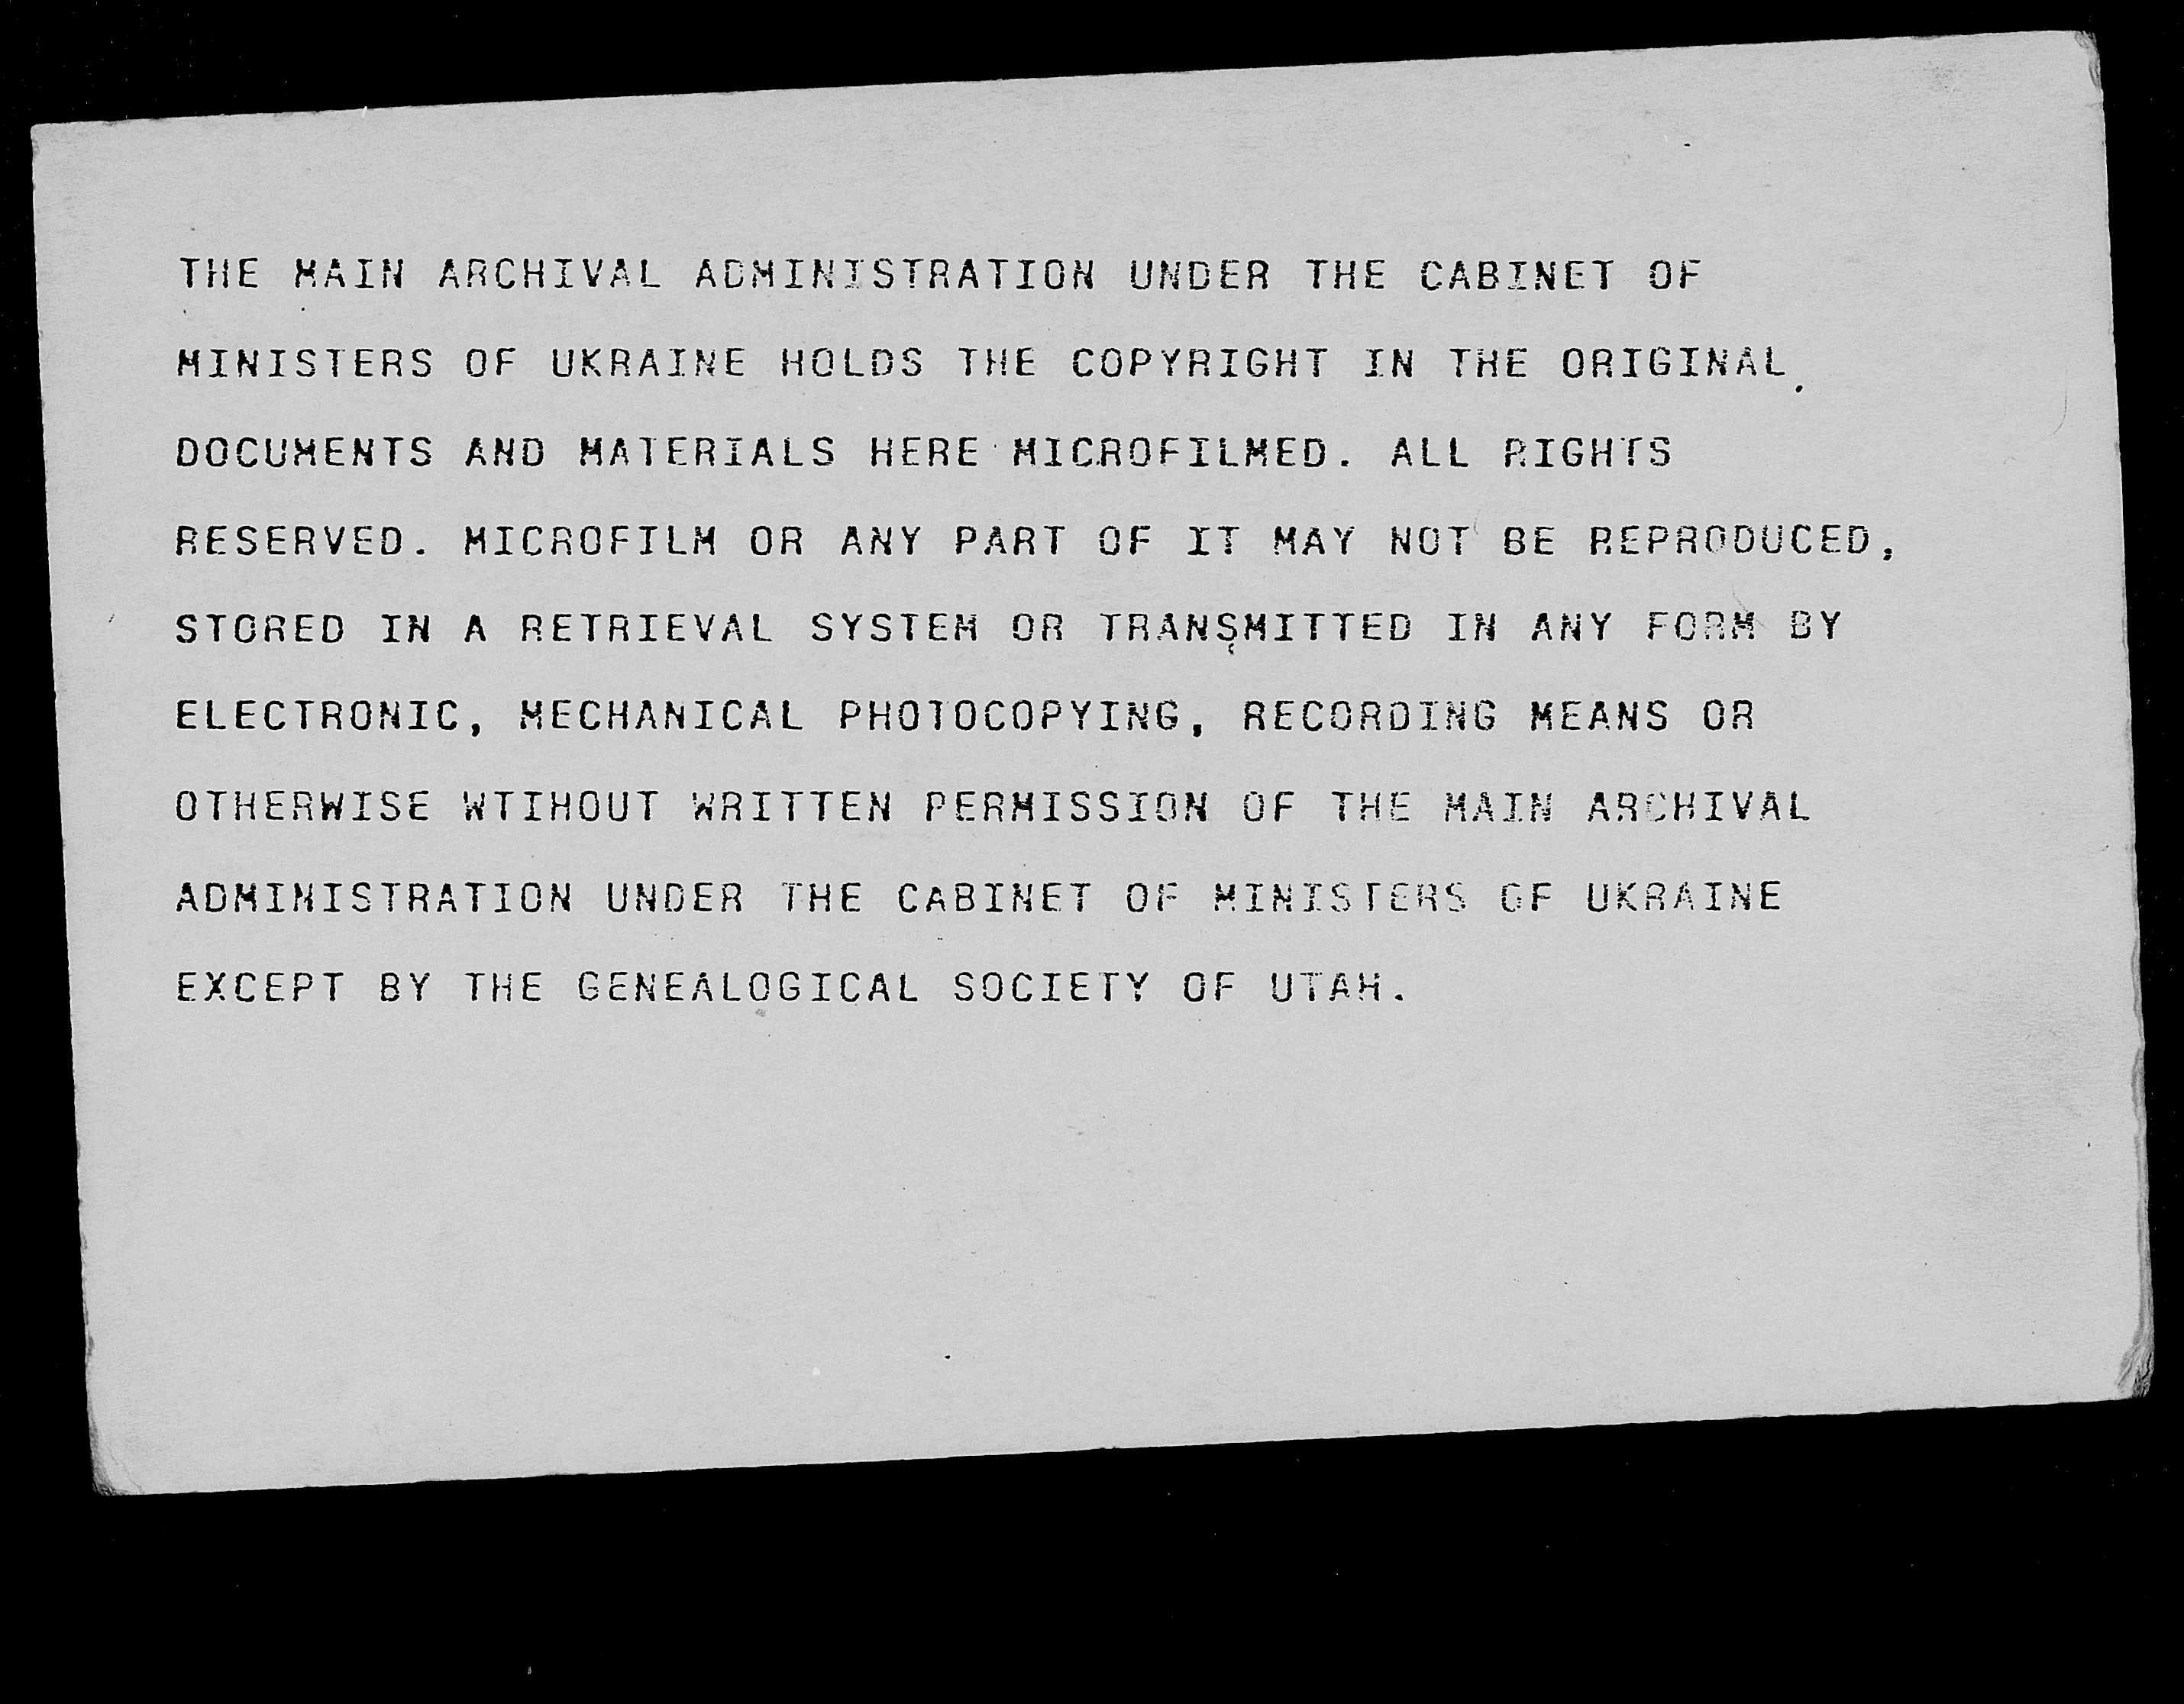 THE MAIN ARCHIVAL ADMINISTRATION UNDER THE CABINET OF
MINISTERS OF UKRAINE HOLDS THE COPYRIGHT IN THE ORIGINAL
DOCUMENTS AND MATERIALS HERE MICROFILMED. ALL RIGHTS
RESERVED. MICROFILM OR ANY PART OF IT MAY NOT BE REPRODUCED,
STORED IN A RETRIEVAL SYSTEM OR TRANSMITTED IN ANY FORM BY
ELECTRONIC, MECHANICAL PHOTOCOPYING, RECORDING MEANS OR
OTHERWISE WTIHOUT WRITTEN PERMISSION OF THE MAIN ARCHIVAL
ADMINISTRATION UNDER THE CABINET OF MINISTERS OF UKRAINE
EXCEPT BY THE GENEALOGICAL SOCIETY OF UTAH.